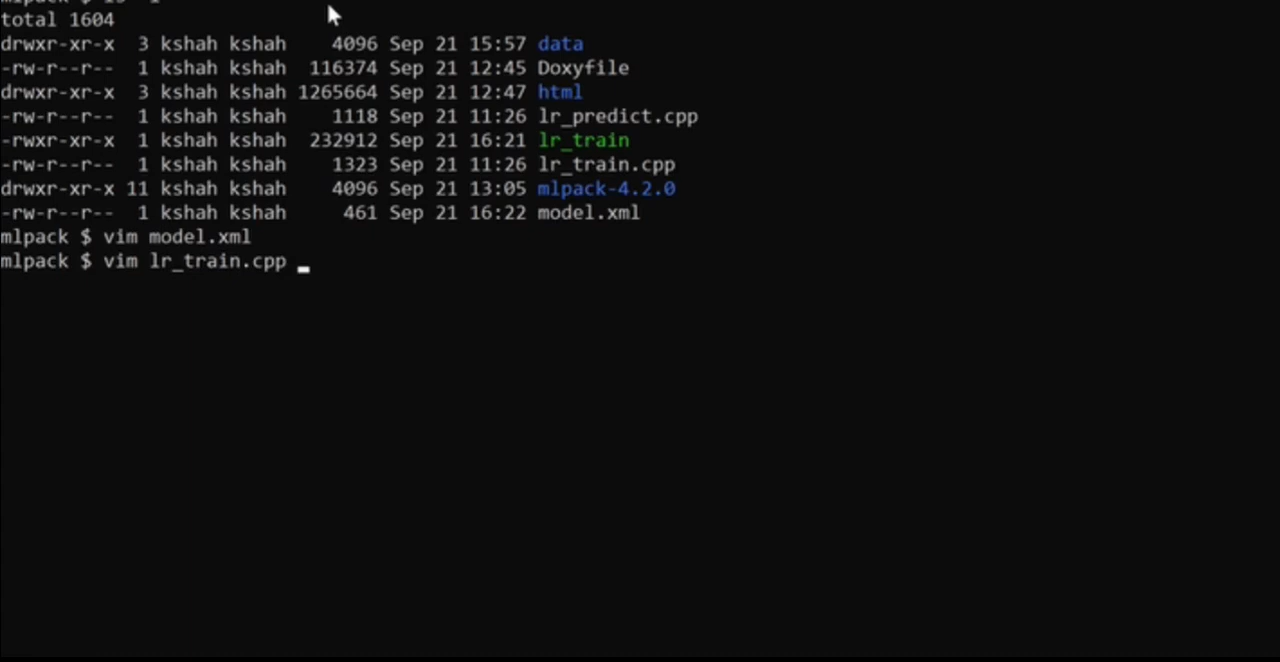 mlpack $ ls -l
total 1604
drwxr-xr-x  3 kshah kshah    4096 Sep 21 15:57 data
-rw-r--r--  1 kshah kshah  116374 Sep 21 12:45 Doxyfile
drwxr-xr-x  3 kshah kshah 1265664 Sep 21 12:47 html
-rw-r--r--  1 kshah kshah    1118 Sep 21 11:26 lr_predict.cpp
-rwxr-xr-x  1 kshah kshah  232912 Sep 21 16:21 lr_train
-rw-r--r--  1 kshah kshah    1323 Sep 21 11:26 lr_train.cpp
drwxr-xr-x 11 kshah kshah    4096 Sep 21 13:05 mlpack-4.2.0
-rw-r--r--  1 kshah kshah     461 Sep 21 16:22 model.xml
mlpack $ vim model.xml
mlpack $ vim lr_train.cpp